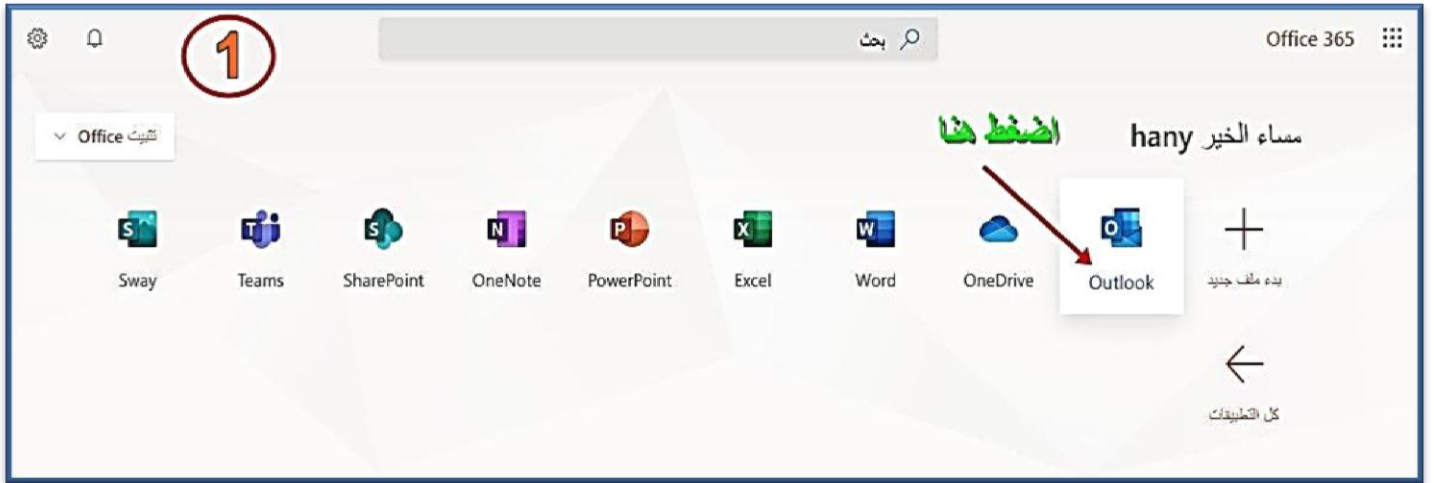 Office 365
بحث
1
مساء الخير hany
اضغط هنا
تثبيت Office
بدء ملف جديد
Outlook
OneDrive
Word
Excel
PowerPoint
OneNote
SharePoint
Teams
Sway
كل التطبيقات